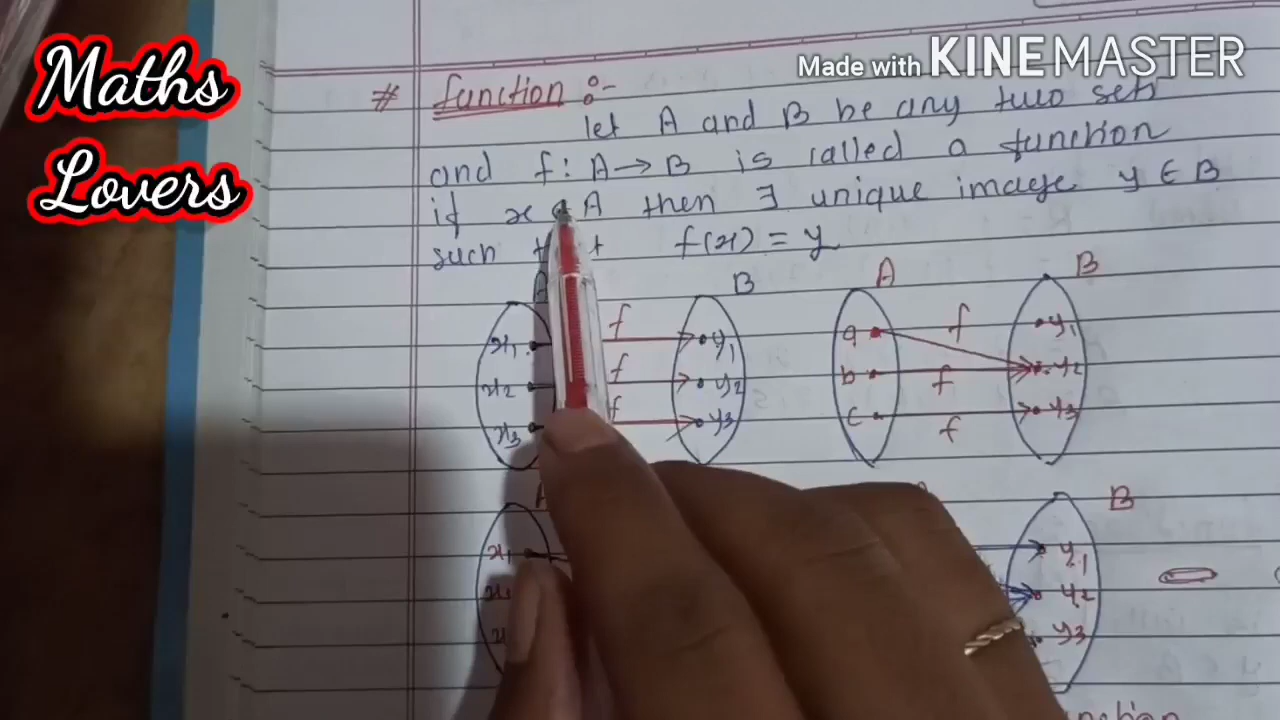 Maths
Lovers
Made with KINEMASTER
# function :-
let A and B be any two sets
and f: A → B is called a function
if x ∈ A then ∃ unique image y ∈ B
such f(x) = y
A B A B
x1 f y1 a f y1
x2 f y2 b f y2
x3 f y3 c f y3
A B
x1 y1
y2
y3